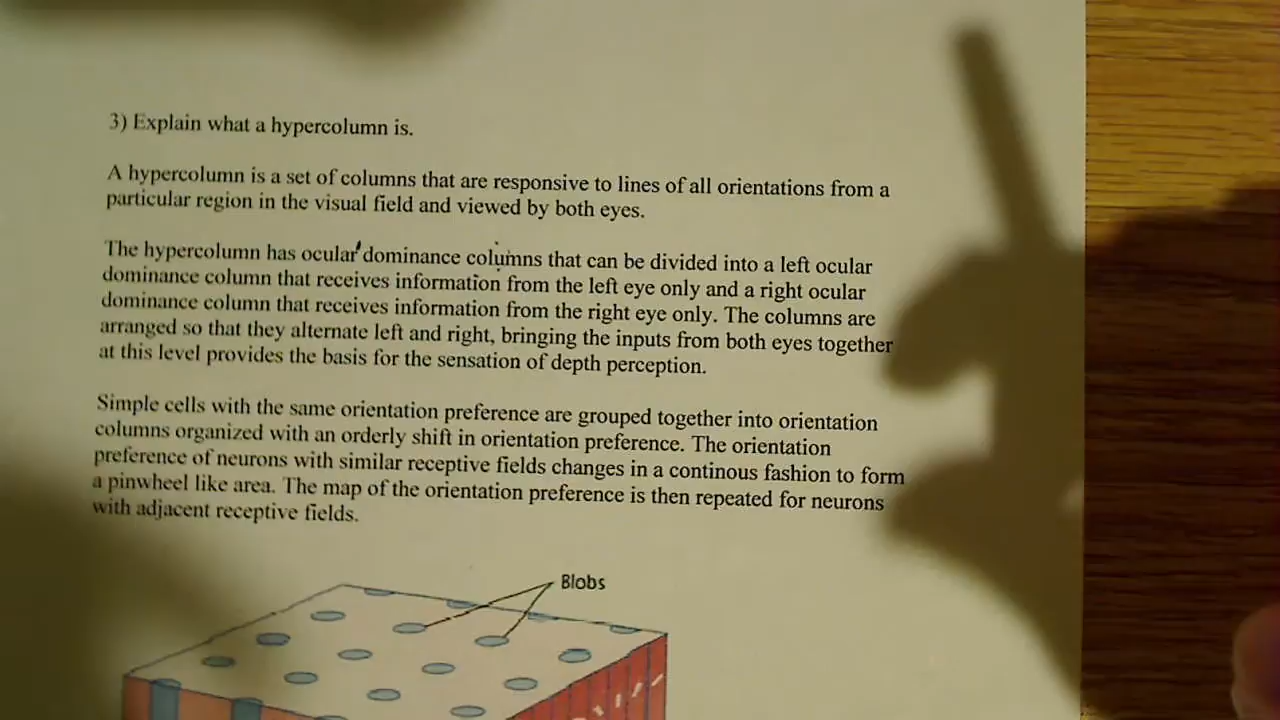 3) Explain what a hypercolumn is.
A hypercolumn is a set of columns that are responsive to lines of all orientations from a
particular region in the visual field and viewed by both eyes.
The hypercolumn has ocular dominance columns that can be divided into a left ocular
dominance column that receives information from the left eye only and a right ocular
dominance column that receives information from the right eye only. The columns are
arranged so that they alternate left and right, bringing the inputs from both eyes together
at this level provides the basis for the sensation of depth perception.
Simple cells with the same orientation preference are grouped together into orientation
columns organized with an orderly shift in orientation preference. The orientation
preference of neurons with similar receptive fields changes in a continous fashion to form
a pinwheel like area. The map of the orientation preference is then repeated for neurons
with adjacent receptive fields.
Blobs